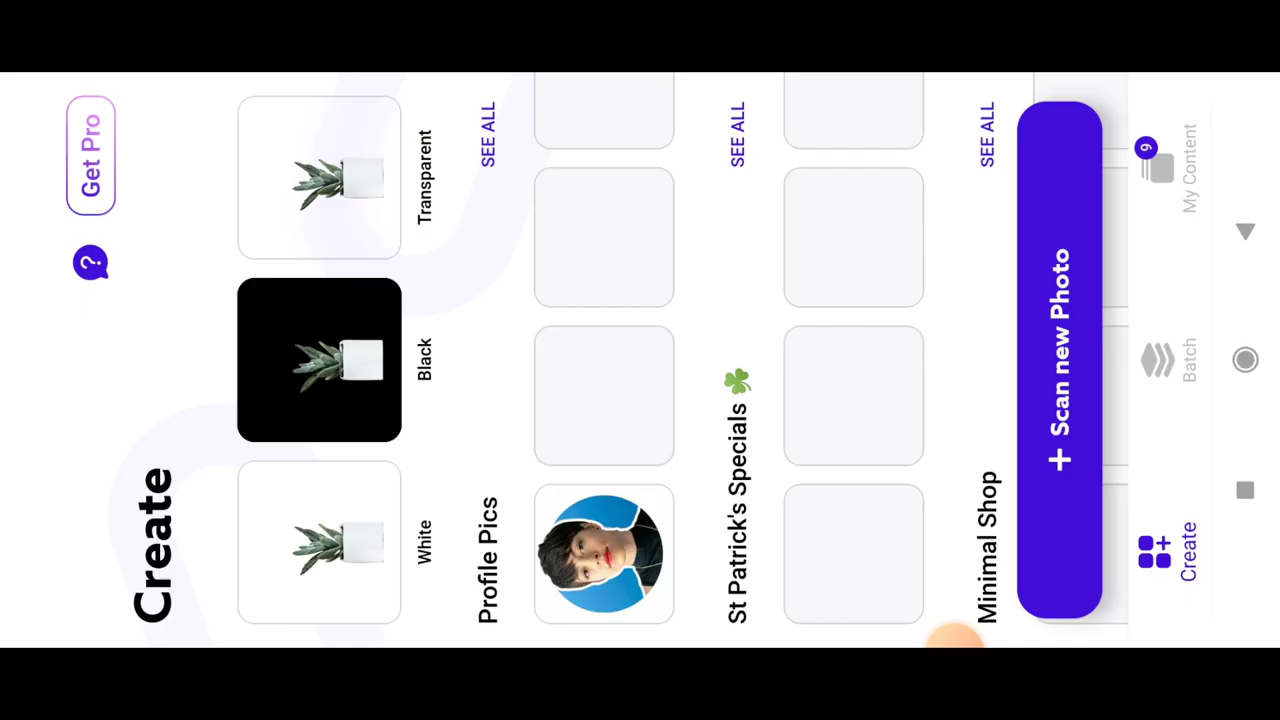 ?
Get Pro
Create
White
Black
Transparent
Profile Pics
SEE ALL
St Patrick's Specials ☘️
SEE ALL
Minimal Shop
SEE ALL
+ Scan new Photo
9
Create
Batch
My Content